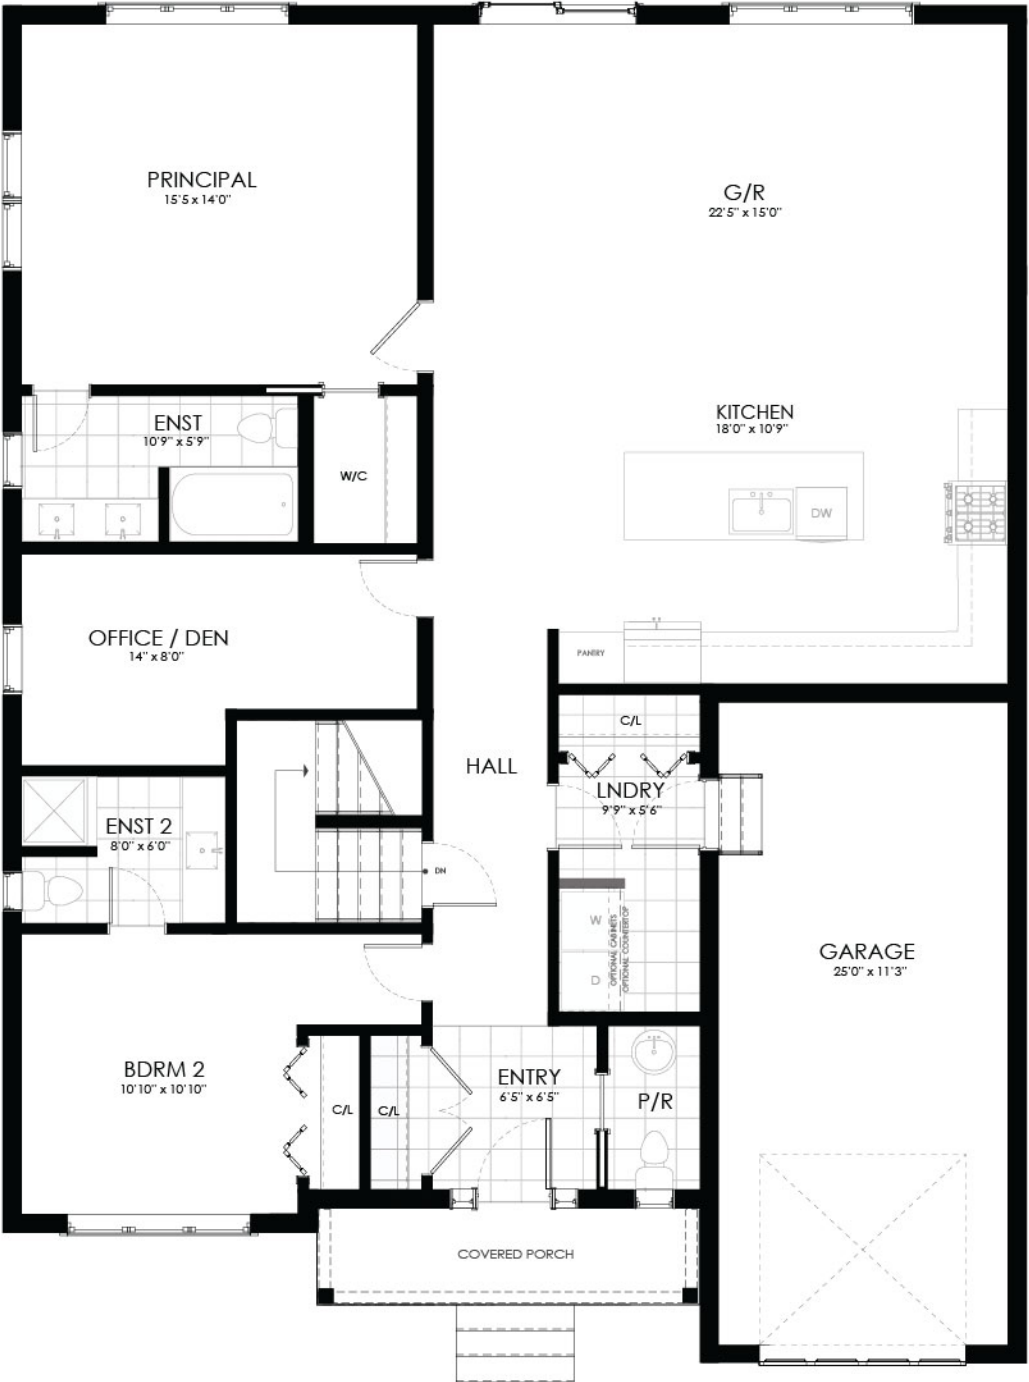 PRINCIPAL
15'5 x 14'0"
G/R
22'5" x 15'0"
ENST
10'9" x 5'9"
W/C
KITCHEN
18'0" x 10'9"
DW
OFFICE / DEN
14" x 8'0"
PANTRY
C/L
HALL
LNDRY
9'9" x 5'6"
ENST 2
8'0" x 6'0"
DN
W
D
OPTIONAL CABINETS
OPTIONAL COUNTERTOP
GARAGE
25'0" x 11'3"
BDRM 2
10'10" x 10'10"
C/L
C/L
ENTRY
6'5" x 6'5"
P/R
COVERED PORCH